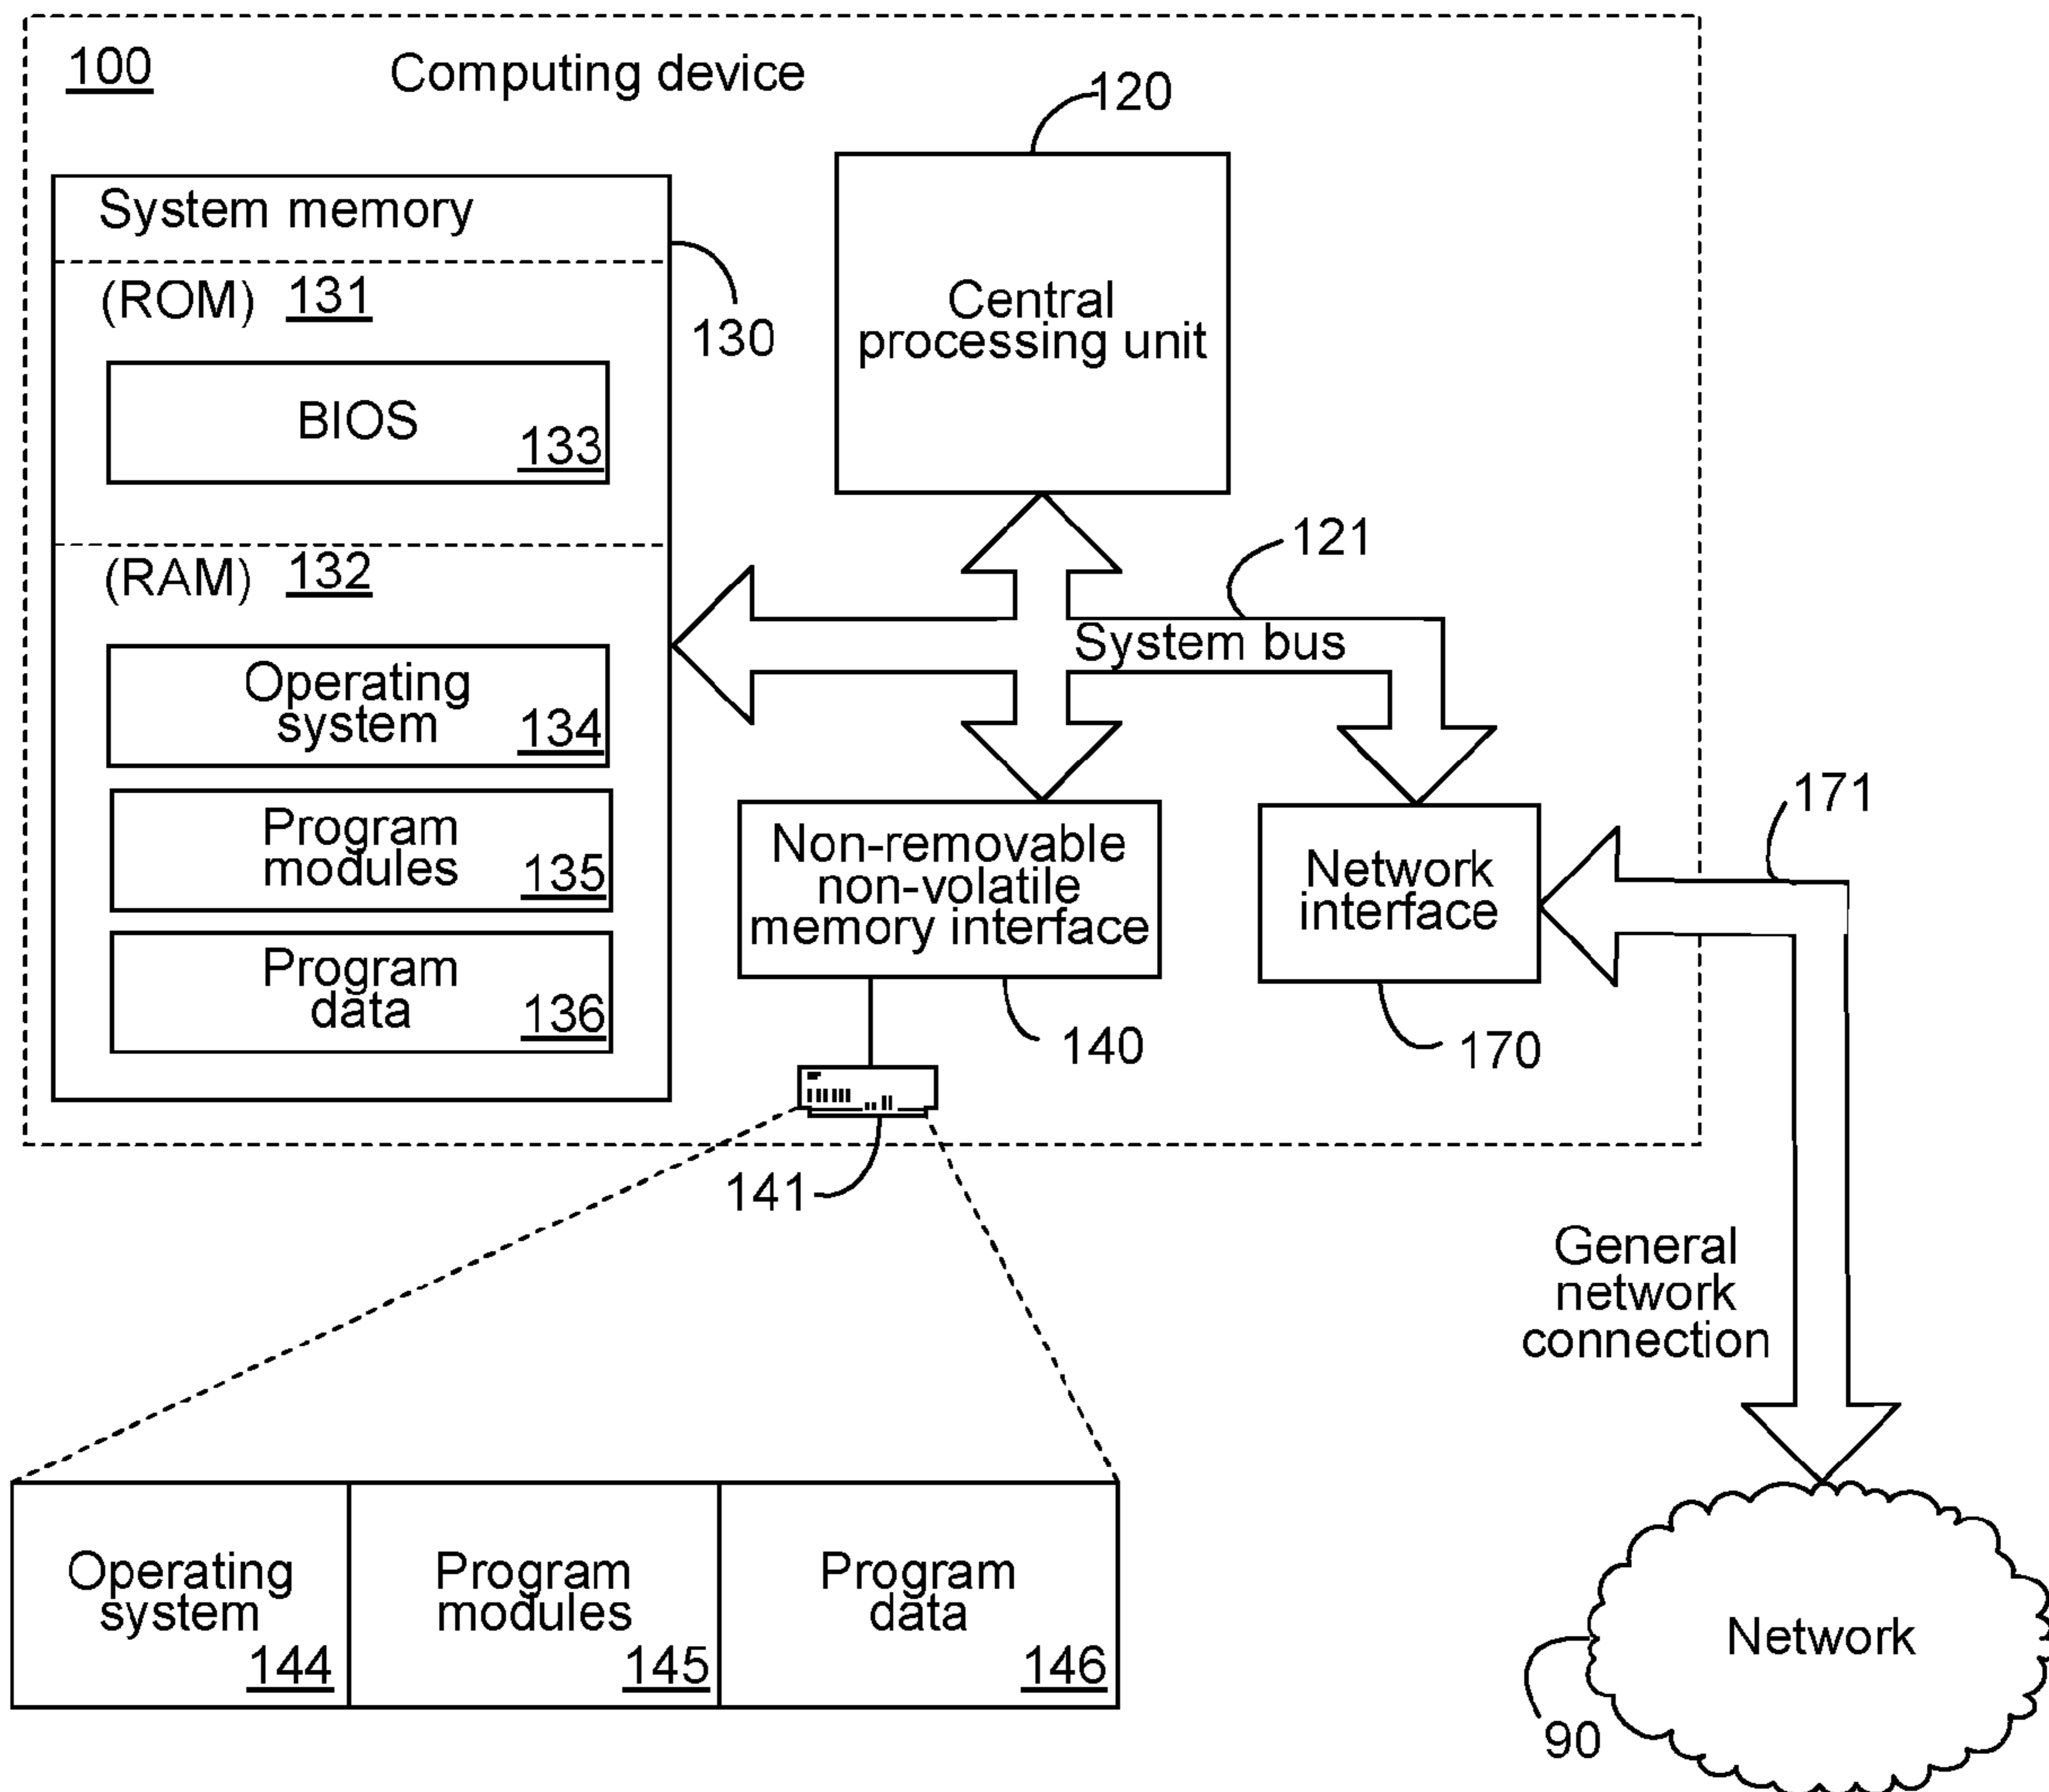 100
Computing device
120
System memory
(ROM) 131
130
BIOS
133
Central
processing unit
(RAM) 132
121
System bus
Operating
system
134
Program
modules
135
Program
data
136
Non-removable
non-volatile
memory interface
140
Network
interface
170
171
141
General
network
connection
Operating
system
144
Program
modules
145
Program
data
146
Network
90